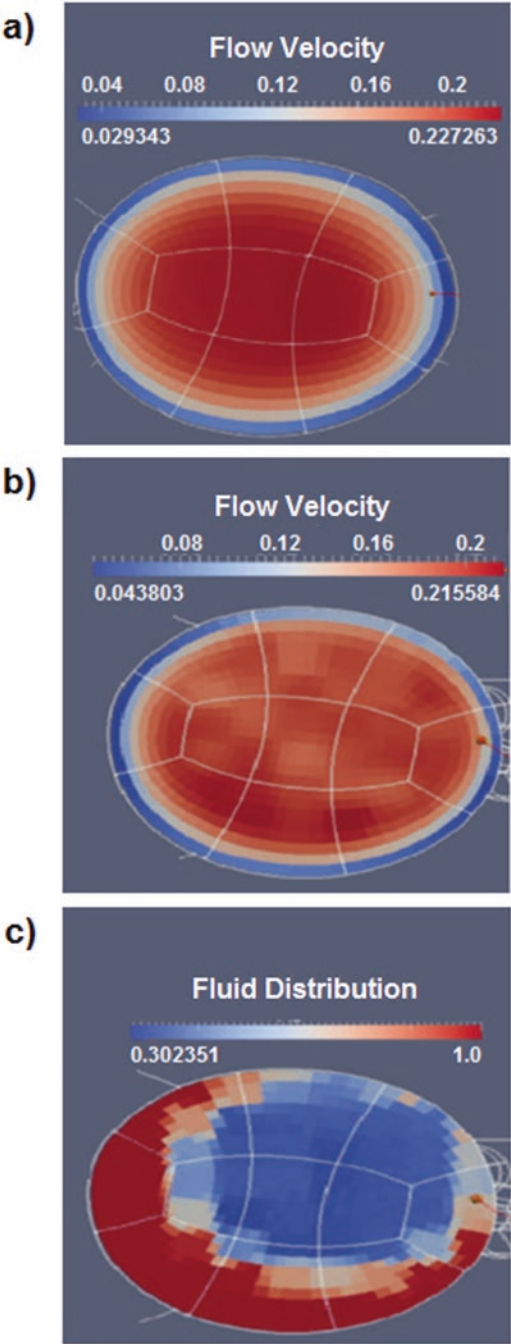 a)
Flow Velocity
0.04 0.08 0.12 0.16 0.2
0.029343 0.227263
b)
Flow Velocity
0.08 0.12 0.16 0.2
0.043803 0.215584
c)
Fluid Distribution
0.302351 1.0